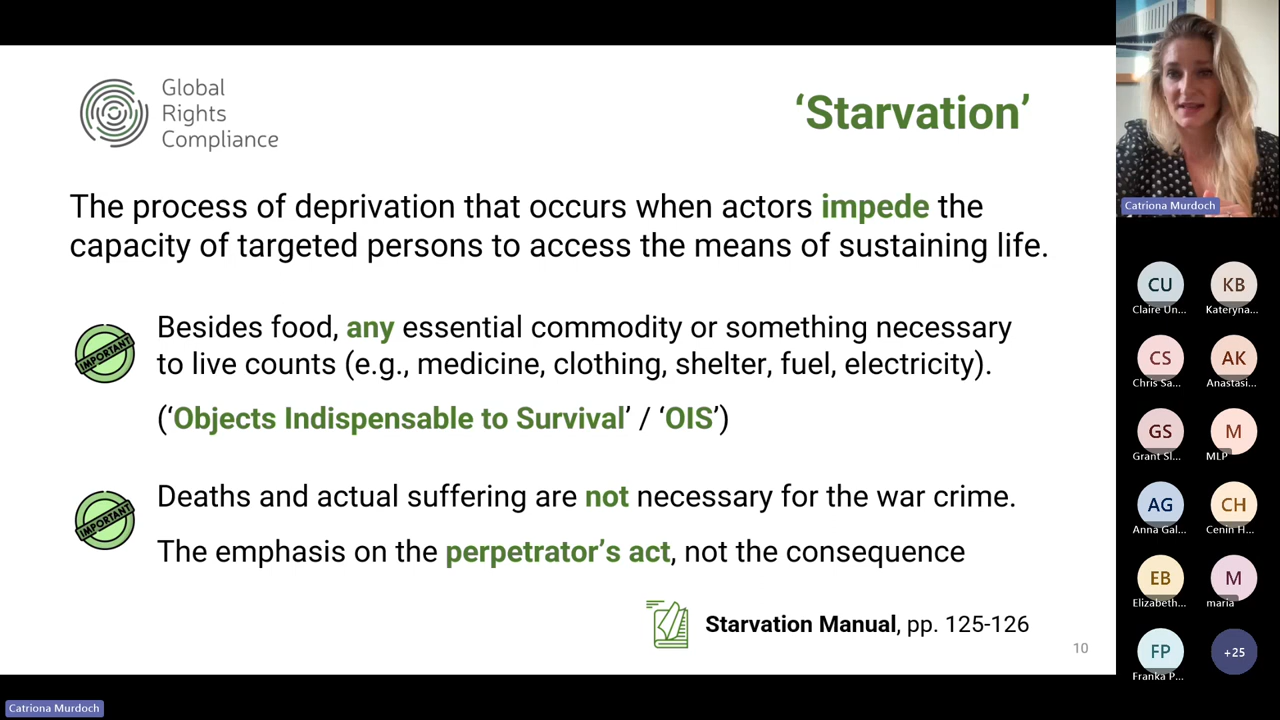 Global
Rights
Compliance
‘Starvation’
The process of deprivation that occurs when actors impede the
capacity of targeted persons to access the means of sustaining life.
IMPORTANT
Besides food, any essential commodity or something necessary
to live counts (e.g., medicine, clothing, shelter, fuel, electricity).
(‘Objects Indispensable to Survival’ / ‘OIS’)
IMPORTANT
Deaths and actual suffering are not necessary for the war crime.
The emphasis on the perpetrator’s act, not the consequence
Starvation Manual, pp. 125-126
10
Catriona Murdoch
CU
Claire Un...
KB
Kateryna...
CS
Chris Sa...
AK
Anastasi...
GS
Grant Sl...
M
MLP
AG
Anna Gal...
CH
Cenin H...
EB
Elizabeth...
M
maria
FP
Franka P...
+25
Catriona Murdoch